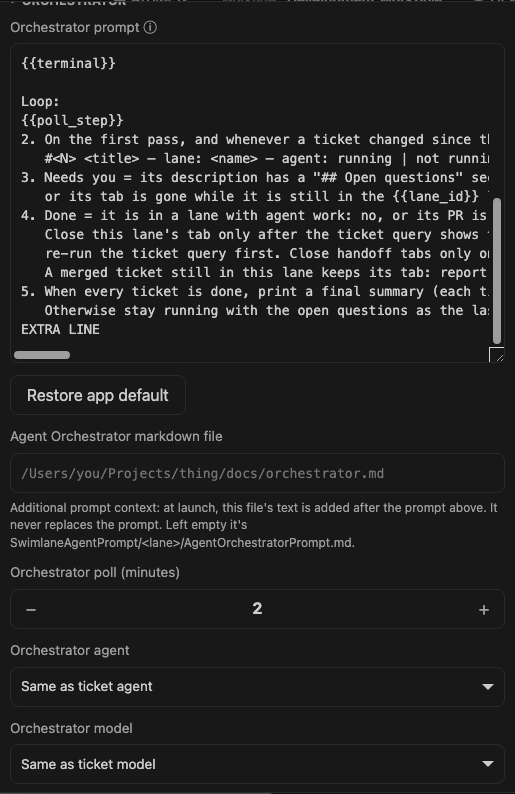 Orchestrator prompt ⓘ
{{terminal}}
Loop:
{{poll_step}}
2. On the first pass, and whenever a ticket changed since
#<N> <title> — lane: <name> — agent: running | not
3. Needs you = its description has a "## Open questions"
or its tab is gone while it is still in the {{lane_id}}
4. Done = it is in a lane with agent work: no, or its PR is
Close this lane's tab only after the ticket query shows
re-run the ticket query first. Close handoff tabs only
A merged ticket still in this lane keeps its tab: report
5. When every ticket is done, print a final summary (each
Otherwise stay running with the open questions as the
EXTRA LINE
Restore app default
Agent Orchestrator markdown file
/Users/you/Projects/thing/docs/orchestrator.md
Additional prompt context: at launch, this file's text is added after the prompt above. It
never replaces the prompt. Left empty it's
SwimlaneAgentPrompt/<lane>/AgentOrchestratorPrompt.md.
Orchestrator poll (minutes)
− 2 +
Orchestrator agent
Same as ticket agent
Orchestrator model
Same as ticket model